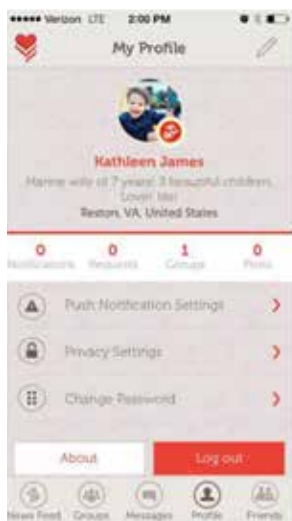 Verizon LTE 2:00 PM
My Profile
Kathleen James
Marine wife of 7 years! 3 beautiful children.
Lovin' life!
Reston, VA, United States
0 0 1 0
Notifications Requests Groups Posts
Push Notification Settings
Privacy Settings
Change Password
About Log out
News Feed Groups Messages Profile Friends